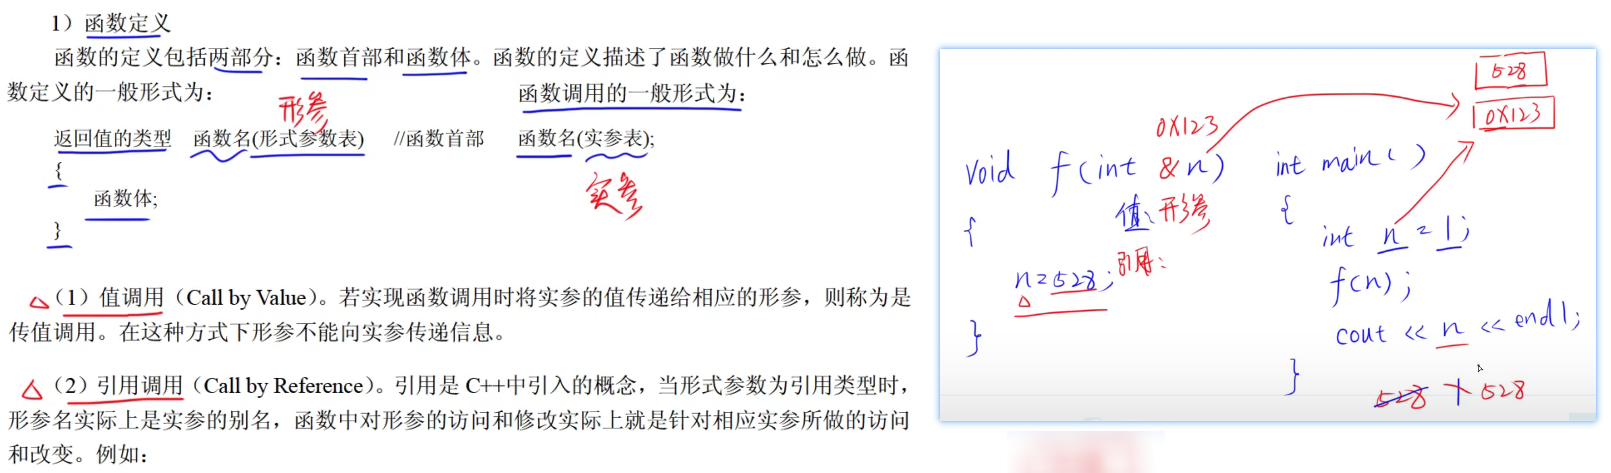 1）函数定义
函数的定义包括两部分：函数首部和函数体。函数的定义描述了函数做什么和怎么做。函
数定义的一般形式为：
函数调用的一般形式为：
形参
返回值的类型 函数名(形式参数表) //函数首部
函数名(实参表);
实参
{
函数体;
}
△（1）值调用（Call by Value）。若实现函数调用时将实参的值传递给相应的形参，则称为是
传值调用。在这种方式下形参不能向实参传递信息。
△（2）引用调用（Call by Reference）。引用是 C++中引入的概念，当形式参数为引用类型时，
形参名实际上是实参的别名，函数中对形参的访问和修改实际上就是针对相应实参所做的访问
和改变。例如：
528
0X123
0X123
void f(int &n)
值、形参
{
引用：
n=528;
△
}
int main()
{
int n = 1;
f(n);
cout << n << endl;
}
528 1 528